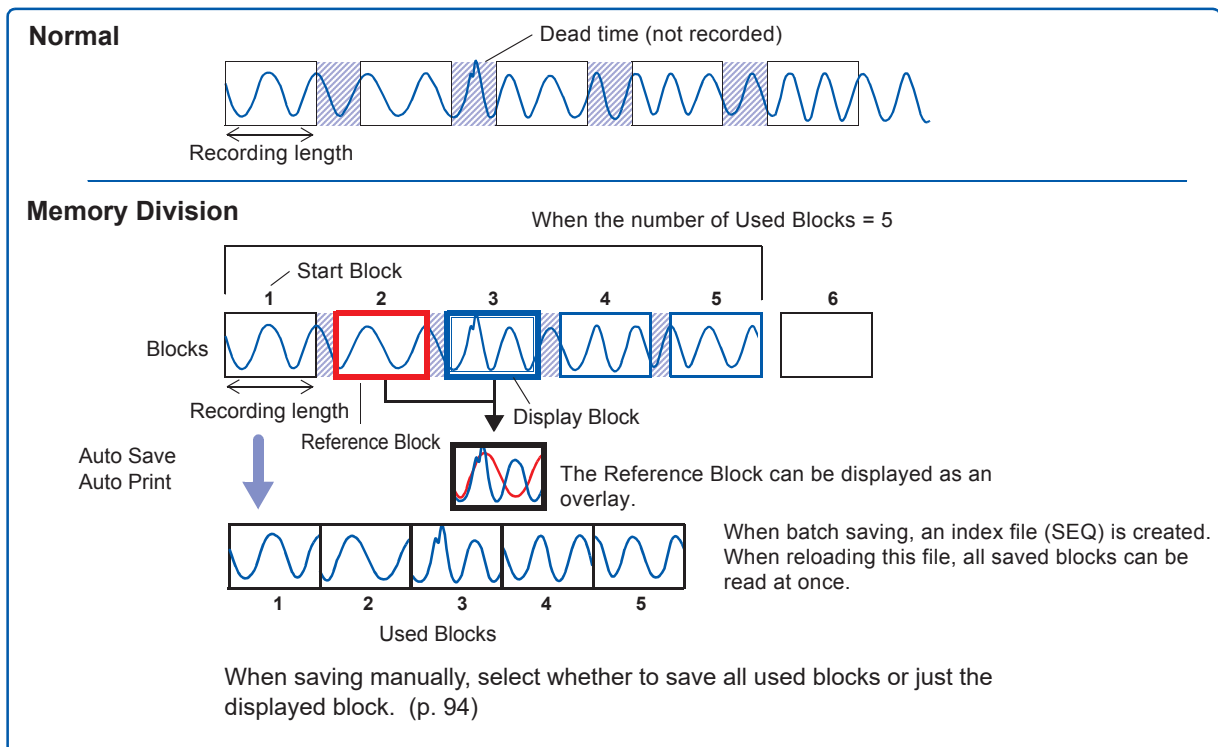 Normal
Dead time (not recorded)
Recording length
Memory Division
When the number of Used Blocks = 5
Start Block
1 2 3 4 5 6
Blocks
Recording length
Display Block
Reference Block
Auto Save
Auto Print
The Reference Block can be displayed as an
overlay.
When batch saving, an index file (SEQ) is created.
When reloading this file, all saved blocks can be
read at once.
1 2 3 4 5
Used Blocks
When saving manually, select whether to save all used blocks or just the
displayed block. (p. 94)